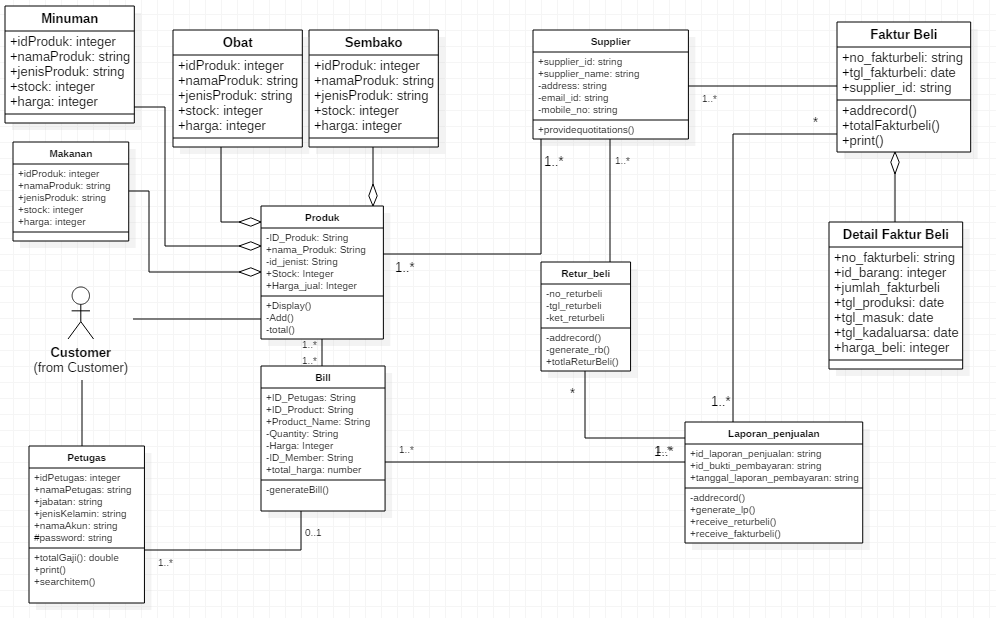 Minuman
+idProduk: integer
+namaProduk: string
+jenisProduk: string
+stock: integer
+harga: integer
Obat
+idProduk: integer
+namaProduk: string
+jenisProduk: string
+stock: integer
+harga: integer
Sembako
+idProduk: integer
+namaProduk: string
+jenisProduk: string
+stock: integer
+harga: integer
Supplier
+supplier_id: string
+supplier_name: string
-address: string
-email_id: string
-mobile_no: string
+providequotitations()
Faktur Beli
+no_fakturbeli: string
+tgl_fakturbeli: date
+supplier_id: string
+addrecord()
+totalFakturbeli()
+print()
1..*
*
1..*
1..*
Makanan
+idProduk: integer
+namaProduk: string
+jenisProduk: string
+stock: integer
+harga: integer
Produk
-ID_Produk: String
+nama_Produk: String
-id_jenist: String
+Stock: Integer
+Harga_jual: Integer
+Display()
-Add()
-total()
1..*
Retur_beli
-no_returbeli
-tgl_returbeli
-ket_returbeli
-addrecord()
-generate_rb()
+totlaReturBeli()
Detail Faktur Beli
+no_fakturbeli: string
+id_barang: integer
+jumlah_fakturbeli
+tgl_produksi: date
+tgl_masuk: date
+tgl_kadaluarsa: date
+harga_beli: integer
Customer
(from Customer)
1..*
1..*
Bill
+ID_Petugas: String
+ID_Product: String
+Product_Name: String
-Quantity: String
-Harga: Integer
-ID_Member: String
+total_harga: number
-generateBill()
*
1..*
1..*
1..*
Laporan_penjualan
+id_laporan_penjualan: string
+id_bukti_pembayaran: string
+tanggal_laporan_pembayaran: string
-addrecord()
+generate_lp()
+receive_returbeli()
+receive_fakturbeli()
Petugas
+idPetugas: integer
+namaPetugas: string
+jabatan: string
+jenisKelamin: string
+namaAkun: string
#password: string
+totalGaji(): double
+print()
+searchitem()
0..1
1..*